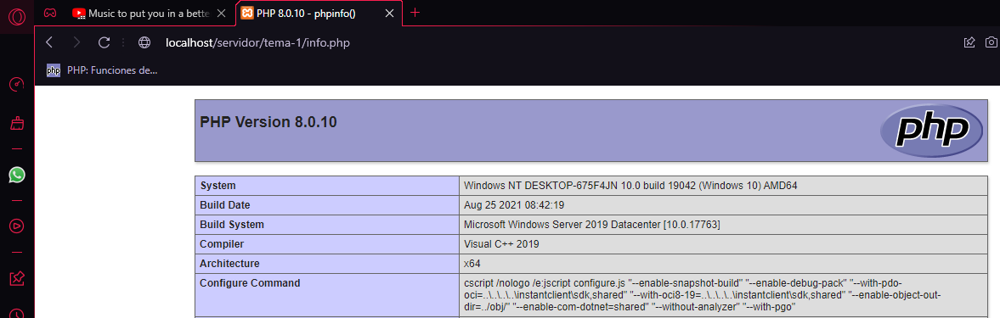 Music to put you in a bette
PHP 8.0.10 - phpinfo()
localhost/servidor/tema-1/info.php
php PHP: Funciones de...
PHP Version 8.0.10
php
System Windows NT DESKTOP-675F4JN 10.0 build 19042 (Windows 10) AMD64
Build Date Aug 25 2021 08:42:19
Build System Microsoft Windows Server 2019 Datacenter [10.0.17763]
Compiler Visual C++ 2019
Architecture x64
Configure Command cscript /nologo /e:jscript configure.js "--enable-snapshot-build" "--enable-debug-pack" "--with-pdo-
oci=..\..\..\..\instantclient\sdk,shared" "--with-oci8-19=..\..\..\..\instantclient\sdk,shared" "--enable-object-out-
dir=../obj/" "--enable-com-dotnet=shared" "--without-analyzer" "--with-pgo"